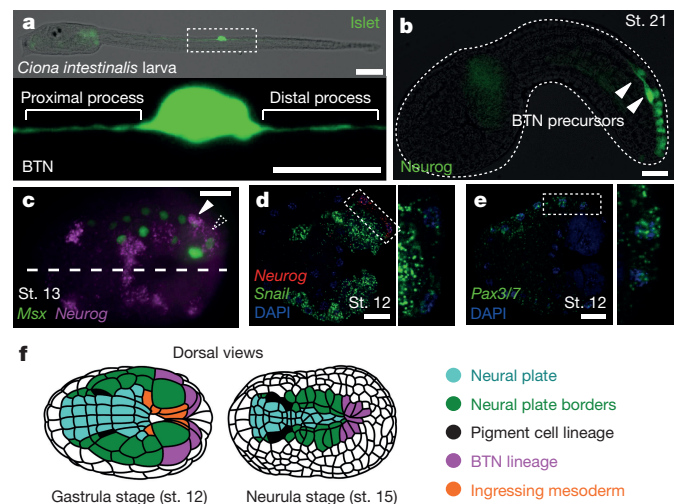 a
Islet
Ciona intestinalis larva
Proximal process
Distal process
BTN
b
St. 21
BTN precursors
Neurog
c
St. 13
Msx Neurog
d
Neurog
Snail
DAPI
St. 12
e
Pax3/7
DAPI
St. 12
f
Dorsal views
Gastrula stage (st. 12)
Neurula stage (st. 15)
Neural plate
Neural plate borders
Pigment cell lineage
BTN lineage
Ingressing mesoderm